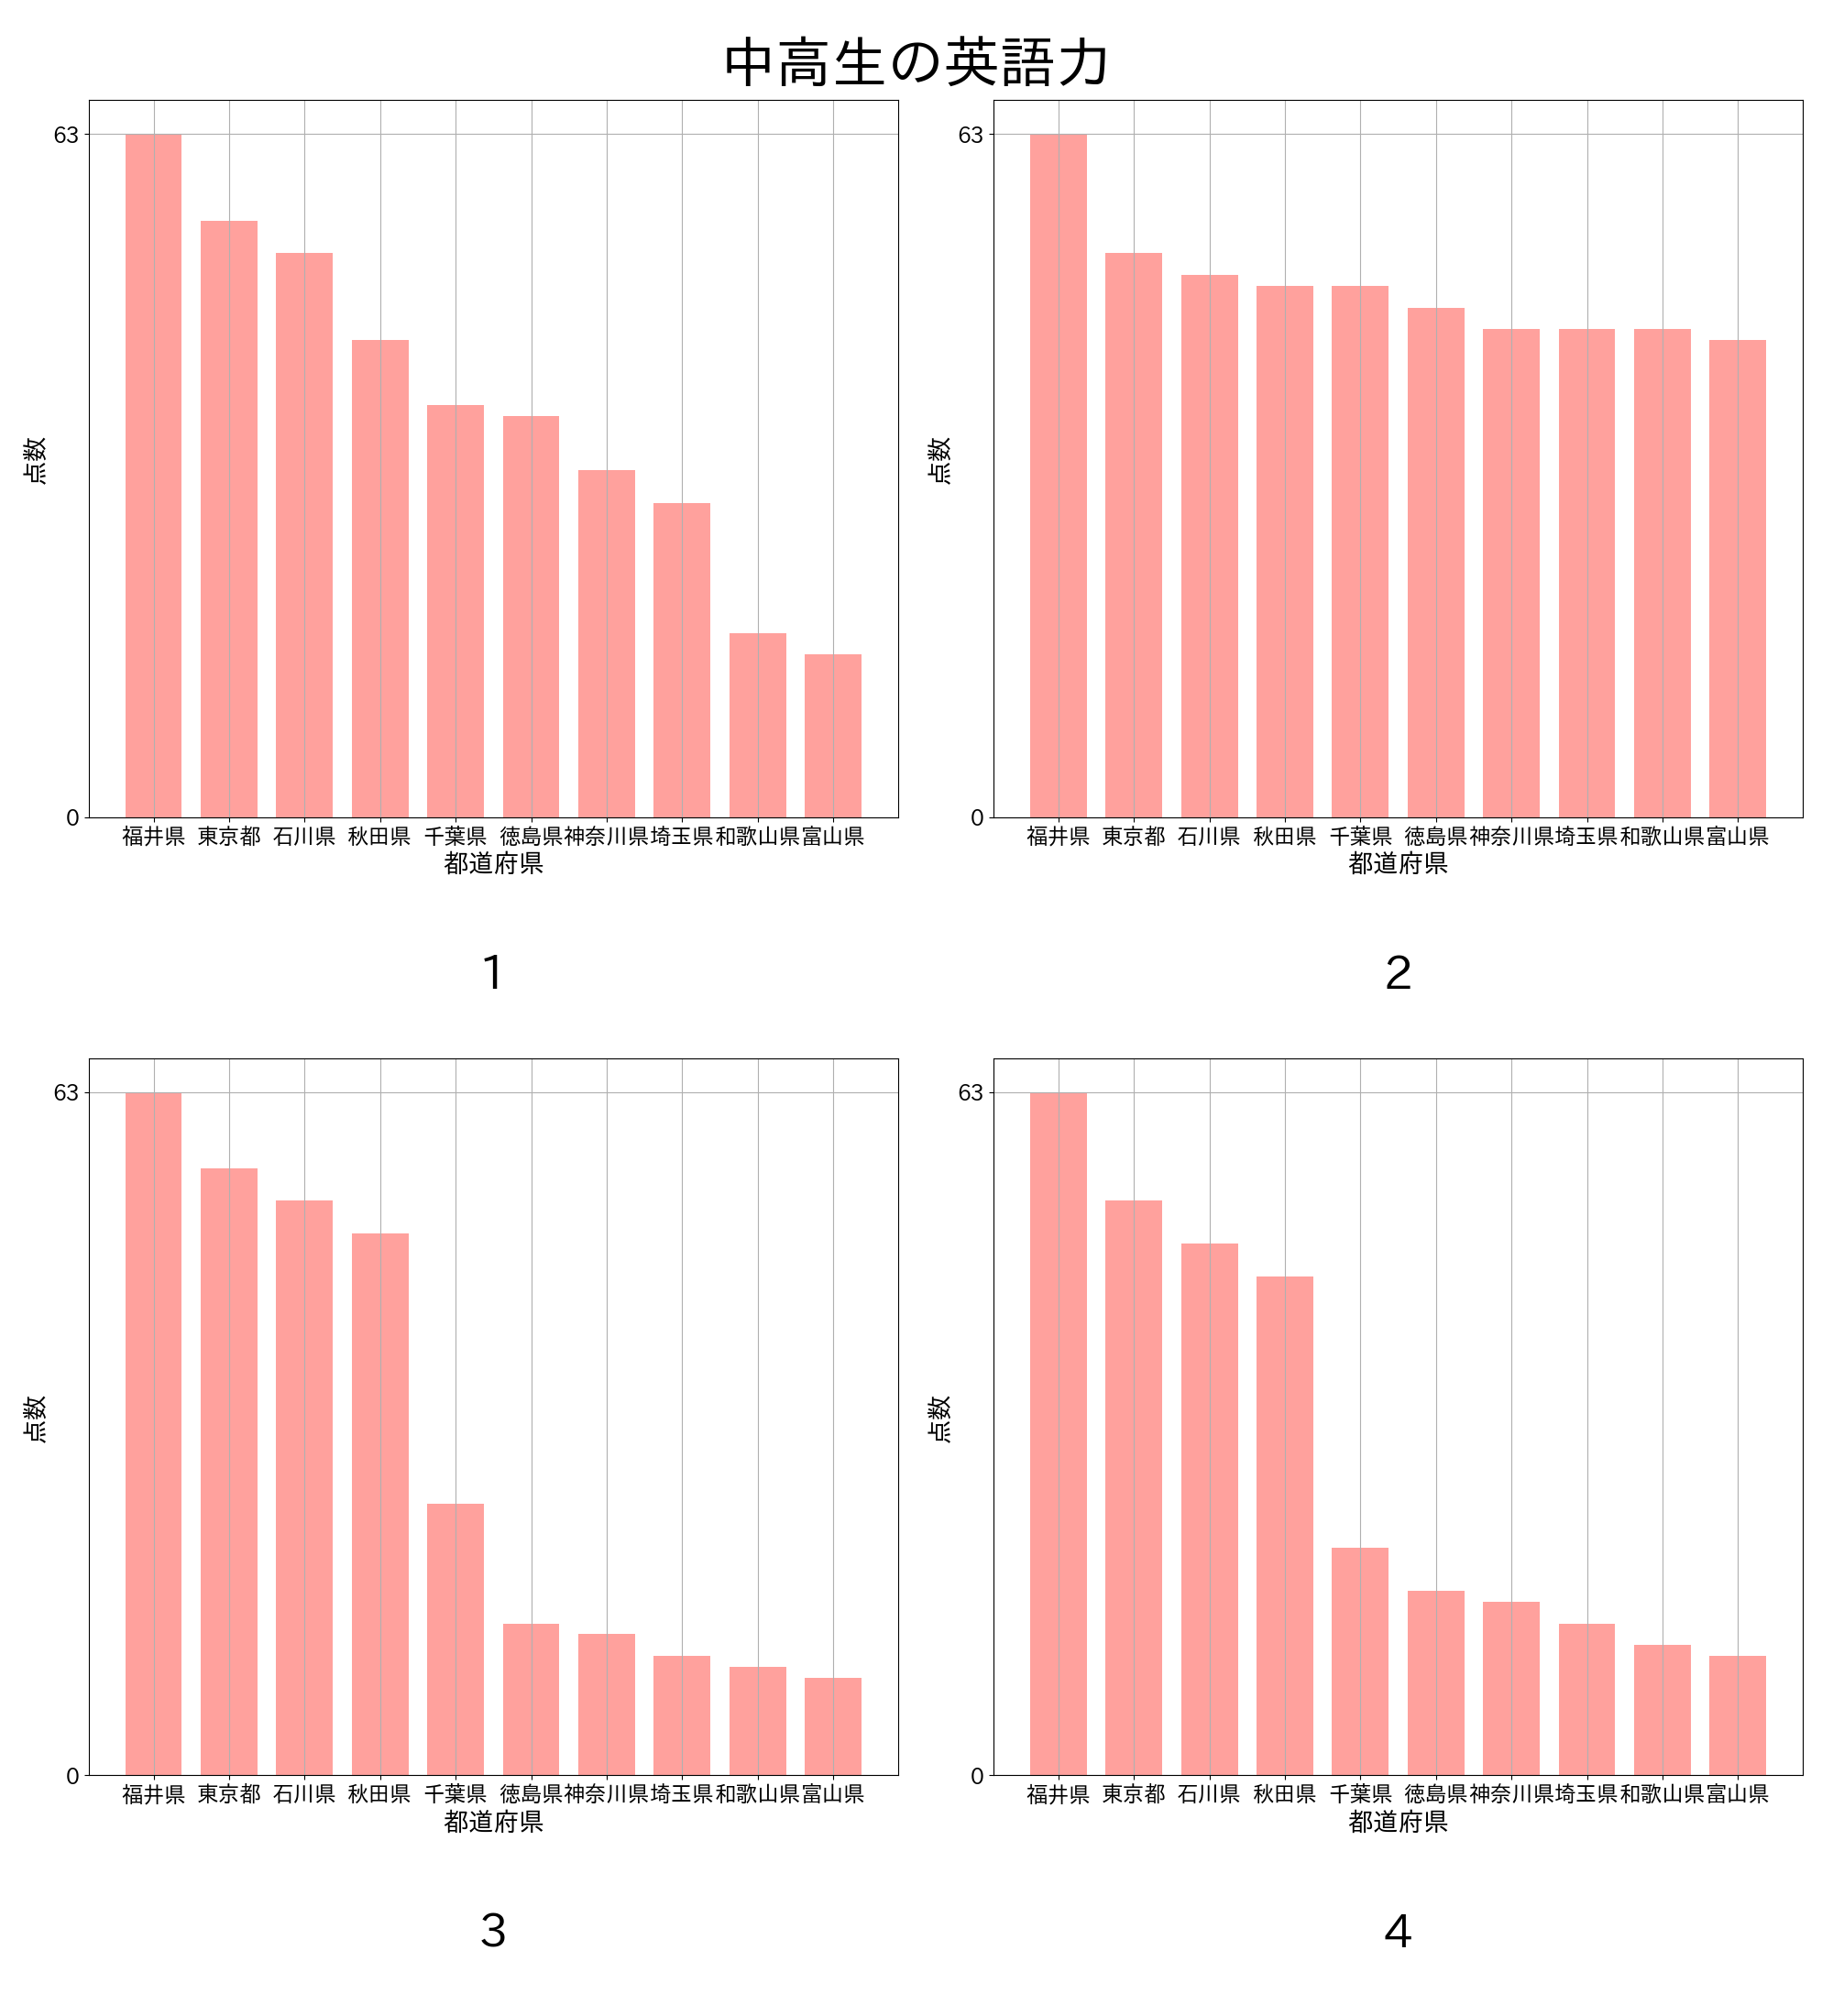 中高生の英語力
63
点数
0
福井県 東京都 石川県 秋田県 千葉県 徳島県 神奈川県 埼玉県 和歌山県 富山県
都道府県
1
63
点数
0
福井県 東京都 石川県 秋田県 千葉県 徳島県 神奈川県 埼玉県 和歌山県 富山県
都道府県
2
63
点数
0
福井県 東京都 石川県 秋田県 千葉県 徳島県 神奈川県 埼玉県 和歌山県 富山県
都道府県
3
63
点数
0
福井県 東京都 石川県 秋田県 千葉県 徳島県 神奈川県 埼玉県 和歌山県 富山県
都道府県
4